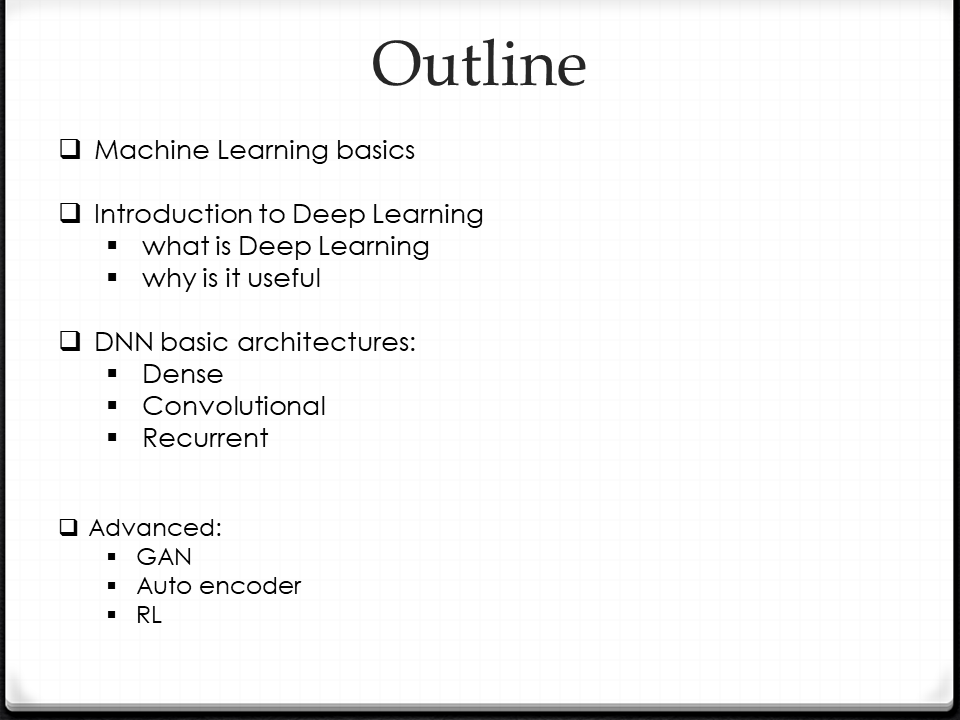 Outline
❑ Machine Learning basics
❑ Introduction to Deep Learning
▪ what is Deep Learning
▪ why is it useful
❑ DNN basic architectures:
▪ Dense
▪ Convolutional
▪ Recurrent
❑ Advanced:
▪ GAN
▪ Auto encoder
▪ RL